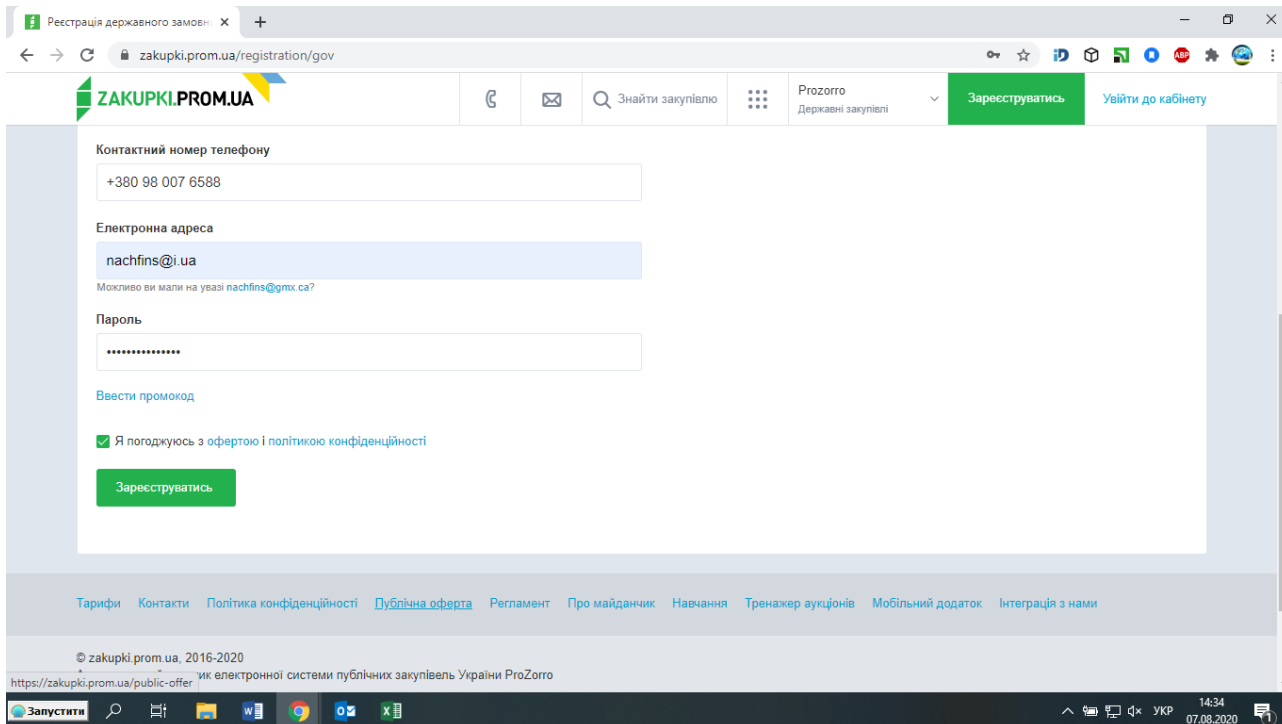 Реєстрація державного замовн
zakupki.prom.ua/registration/gov
ABP
ZAKUPKI.PROM.UA
Знайти закупівлю
Prozorro
Державні закупівлі
Зареєструватись
Увійти до кабінету
Контактний номер телефону
+380 98 007 6588
Електронна адреса
nachfins@i.ua
Можливо ви мали на увазі nachfins@gmx.ca?
Пароль
•••••••••••••••
Ввести промокод
Я погоджуюсь з офертою і політикою конфіденційності
Зареєструватись
Тарифи Контакти Політика конфіденційності Публічна оферта Регламент Про майданчик Навчання Тренажер аукціонів Мобільний додаток Інтеграція з нами
© zakupki.prom.ua, 2016-2020
електронної системи публічних закупівель України ProZorro
https://zakupki.prom.ua/public-offer
Запустити
УКР
14:34
07.08.2020